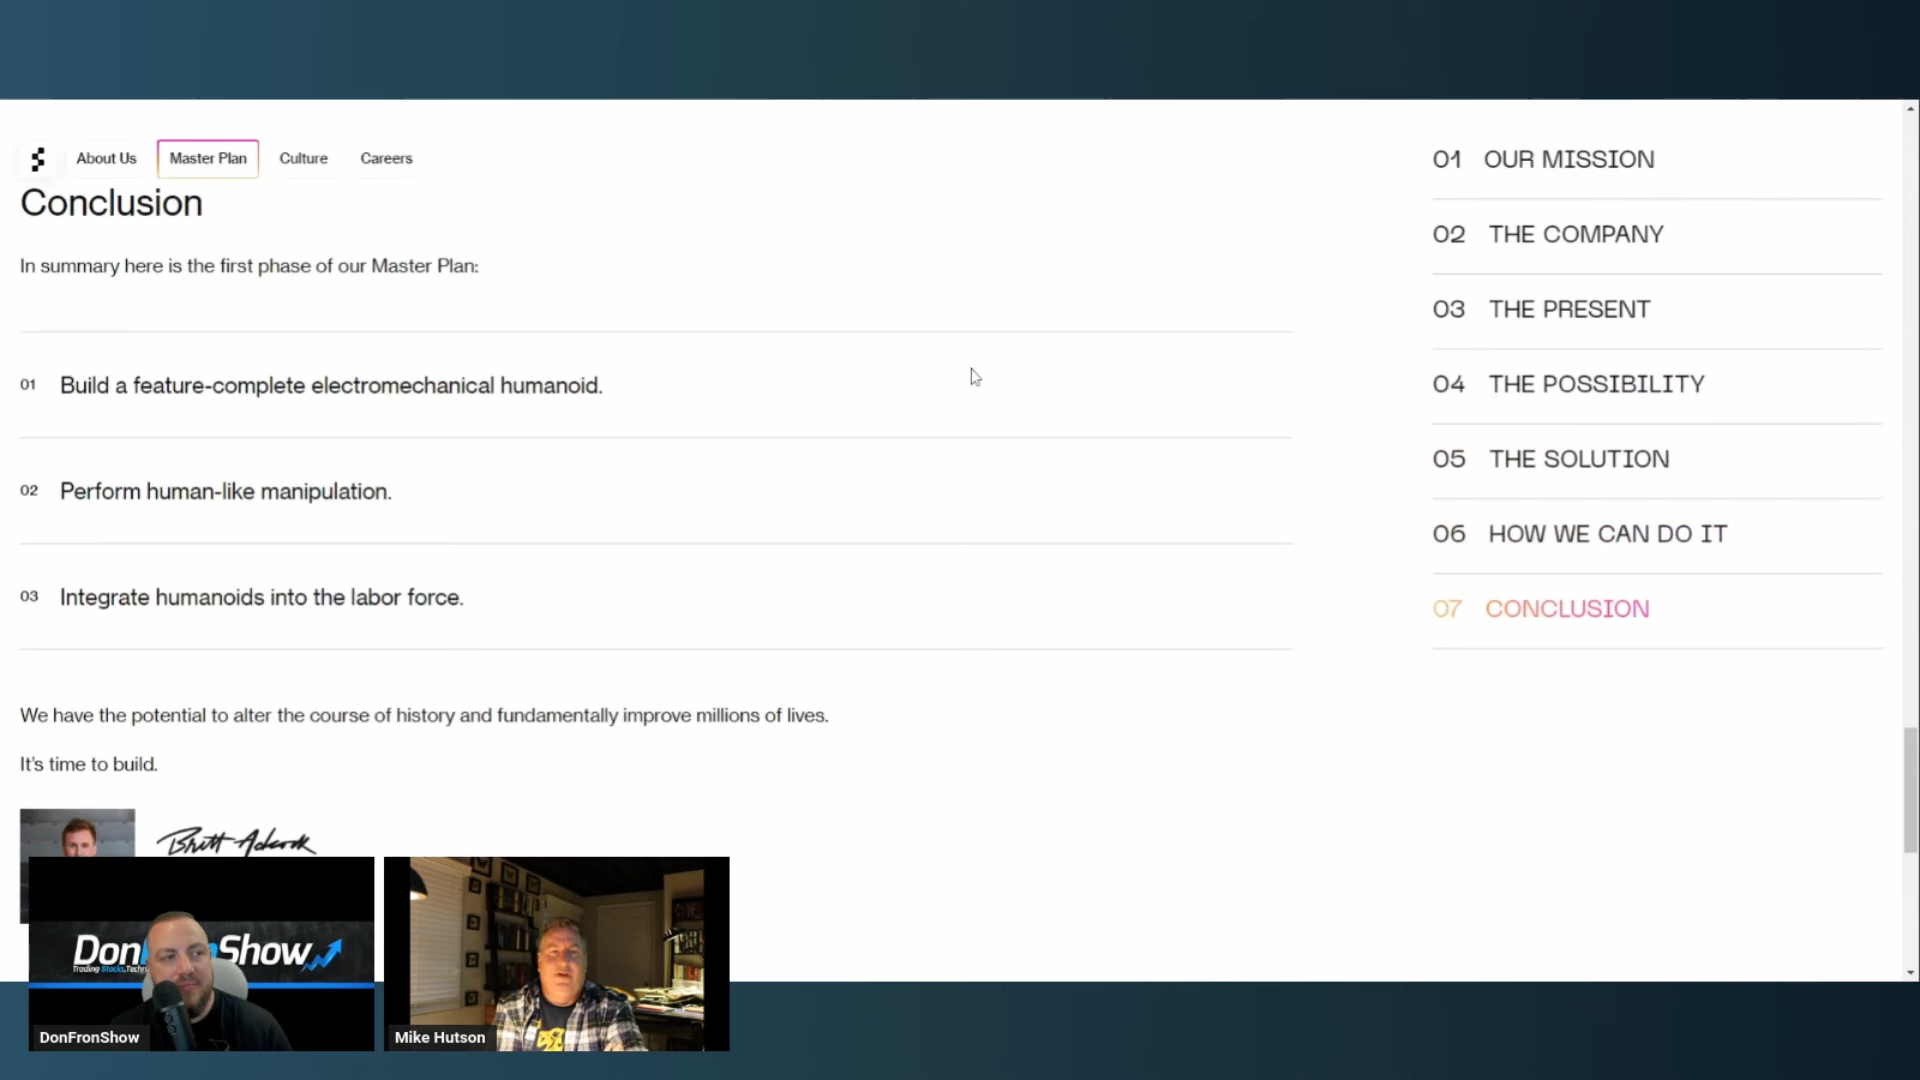 About Us
Master Plan
Culture
Careers
Conclusion
In summary here is the first phase of our Master Plan:
01 Build a feature-complete electromechanical humanoid.
02 Perform human-like manipulation.
03 Integrate humanoids into the labor force.
We have the potential to alter the course of history and fundamentally improve millions of lives.
It's time to build.
Brett Adcock
01 OUR MISSION
02 THE COMPANY
03 THE PRESENT
04 THE POSSIBILITY
05 THE SOLUTION
06 HOW WE CAN DO IT
07 CONCLUSION
Show
Trading Stocks,
DonFronShow
Mike Hutson